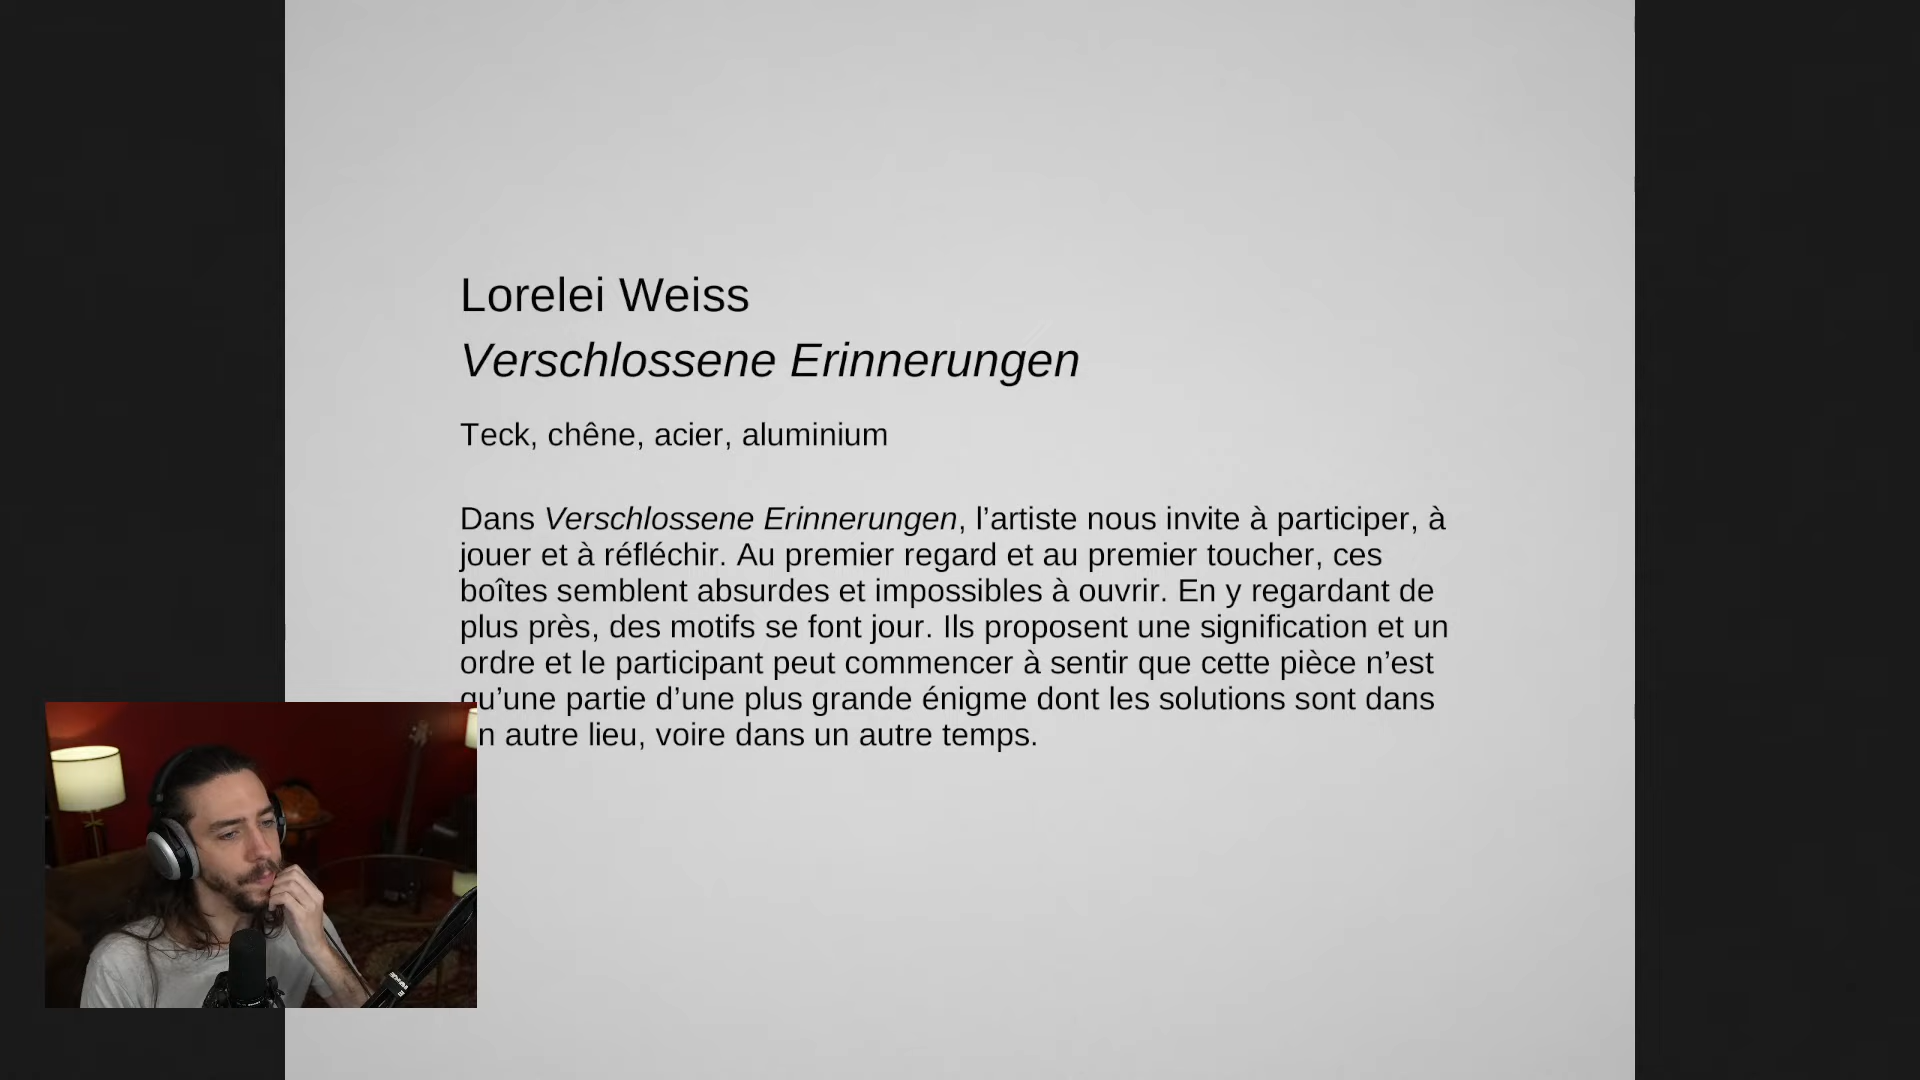 Lorelei Weiss
Verschlossene Erinnerungen
Teck, chêne, acier, aluminium
Dans Verschlossene Erinnerungen, l’artiste nous invite à participer, à
jouer et à réfléchir. Au premier regard et au premier toucher, ces
boîtes semblent absurdes et impossibles à ouvrir. En y regardant de
plus près, des motifs se font jour. Ils proposent une signification et un
ordre et le participant peut commencer à sentir que cette pièce n’est
qu’une partie d’une plus grande énigme dont les solutions sont dans
n autre lieu, voire dans un autre temps.